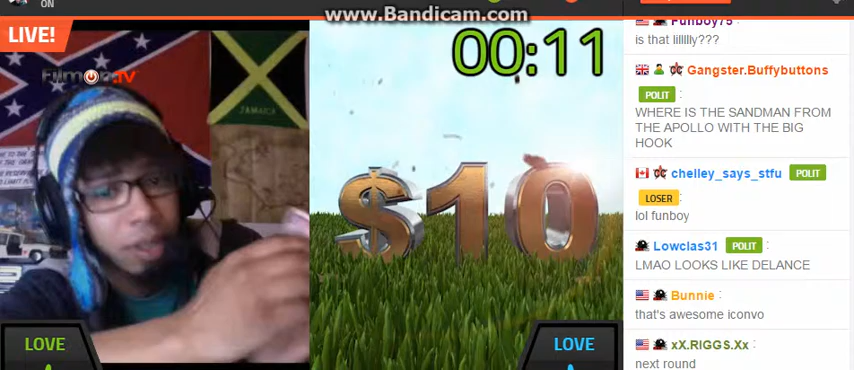 ON
www.Bandicam.com
LIVE!
FilmOn.TV
JAMAICA
00:11
$10
LOVE
LOVE
Funboy75
is that lilllllly???
Gangster.Buffybuttons
POLIT :
WHERE IS THE SANDMAN FROM
THE APOLLO WITH THE BIG
HOOK
chelley_says_stfu POLIT
LOSER :
lol funboy
Lowclas31 POLIT :
LMAO LOOKS LIKE DELANCE
Bunnie :
that's awesome iconvo
xX.RIGGS.Xx :
next round